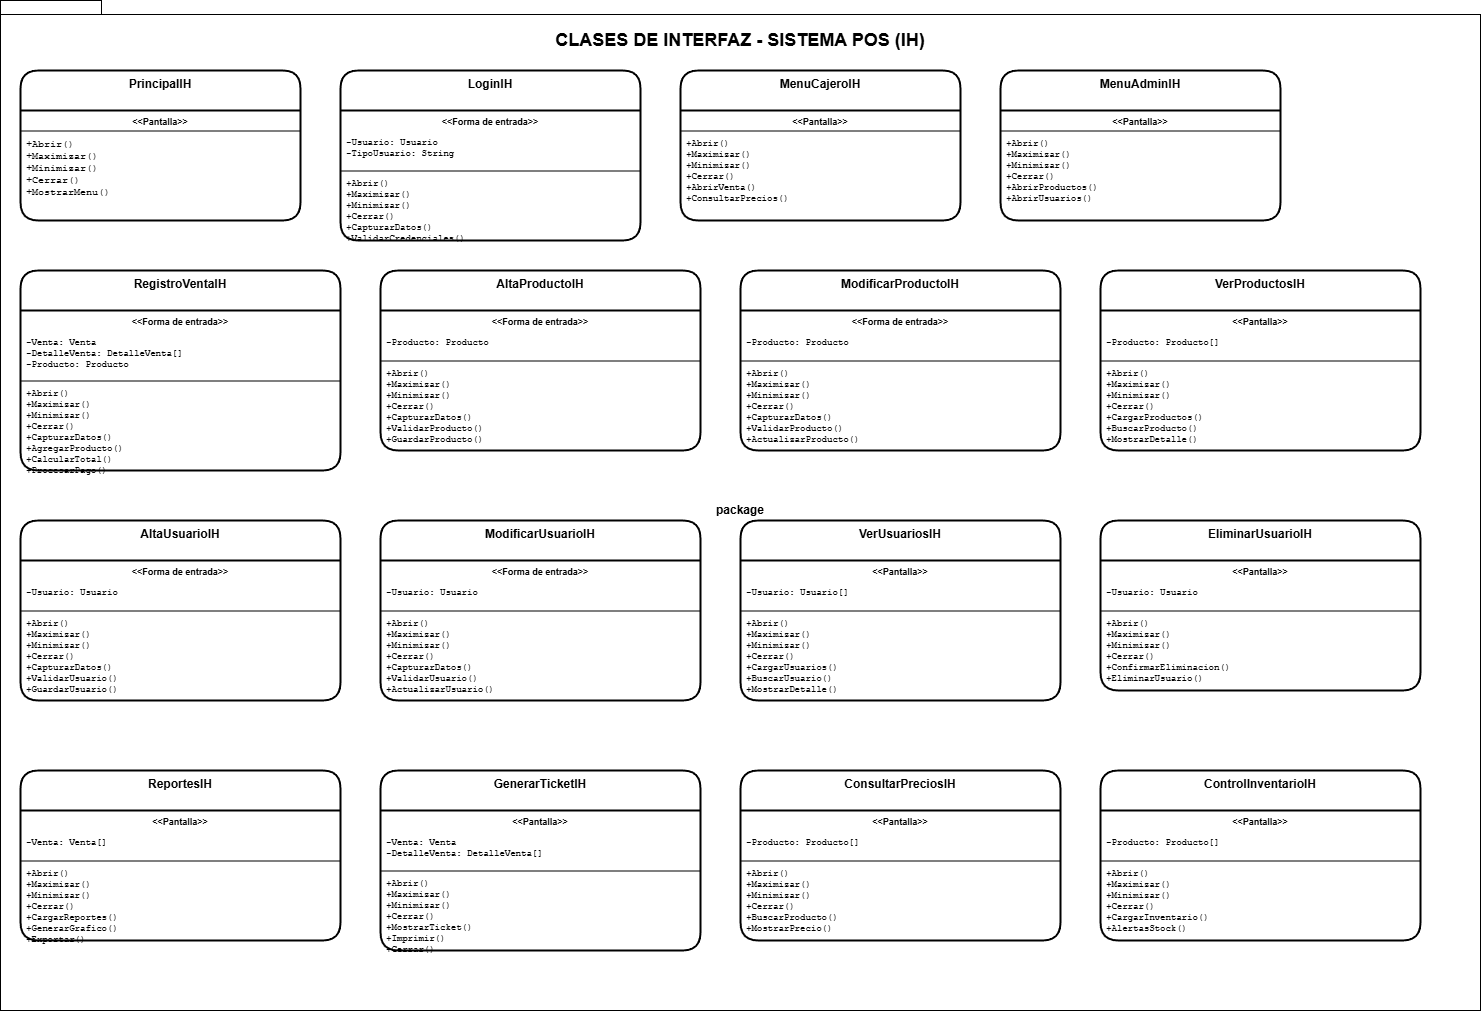 CLASES DE INTERFAZ - SISTEMA POS (IH)
PrincipalIH
<<Pantalla>>
+Abrir()
+Maximizar()
+Minimizar()
+Cerrar()
+MostrarMenu()
LoginIH
<<Forma de entrada>>
-Usuario: Usuario
-TipoUsuario: String
+Abrir()
+Maximizar()
+Minimizar()
+Cerrar()
+CapturarDatos()
+ValidarCredenciales()
MenuCajeroIH
<<Pantalla>>
+Abrir()
+Maximizar()
+Minimizar()
+Cerrar()
+AbrirVenta()
+ConsultarPrecios()
MenuAdminIH
<<Pantalla>>
+Abrir()
+Maximizar()
+Minimizar()
+Cerrar()
+AbrirProductos()
+AbrirUsuarios()
RegistroVentaIH
<<Forma de entrada>>
-Venta: Venta
-DetalleVenta: DetalleVenta[]
-Producto: Producto
+Abrir()
+Maximizar()
+Minimizar()
+Cerrar()
+CapturarDatos()
+AgregarProducto()
+CalcularTotal()
+ProcesarPago()
AltaProductoIH
<<Forma de entrada>>
-Producto: Producto
+Abrir()
+Maximizar()
+Minimizar()
+Cerrar()
+CapturarDatos()
+ValidarProducto()
+GuardarProducto()
ModificarProductoIH
<<Forma de entrada>>
-Producto: Producto
+Abrir()
+Maximizar()
+Minimizar()
+Cerrar()
+CapturarDatos()
+ValidarProducto()
+ActualizarProducto()
VerProductosIH
<<Pantalla>>
-Producto: Producto[]
+Abrir()
+Maximizar()
+Minimizar()
+Cerrar()
+CargarProductos()
+BuscarProducto()
+MostrarDetalle()
package
AltaUsuarioIH
<<Forma de entrada>>
-Usuario: Usuario
+Abrir()
+Maximizar()
+Minimizar()
+Cerrar()
+CapturarDatos()
+ValidarUsuario()
+GuardarUsuario()
ModificarUsuarioIH
<<Forma de entrada>>
-Usuario: Usuario
+Abrir()
+Maximizar()
+Minimizar()
+Cerrar()
+CapturarDatos()
+ValidarUsuario()
+ActualizarUsuario()
VerUsuariosIH
<<Pantalla>>
-Usuario: Usuario[]
+Abrir()
+Maximizar()
+Minimizar()
+Cerrar()
+CargarUsuarios()
+BuscarUsuario()
+MostrarDetalle()
EliminarUsuarioIH
<<Pantalla>>
-Usuario: Usuario
+Abrir()
+Maximizar()
+Minimizar()
+Cerrar()
+ConfirmarEliminacion()
+EliminarUsuario()
ReportesIH
<<Pantalla>>
-Venta: Venta[]
+Abrir()
+Maximizar()
+Minimizar()
+Cerrar()
+CargarReportes()
+GenerarGrafico()
+Exportar()
GenerarTicketIH
<<Pantalla>>
-Venta: Venta
-DetalleVenta: DetalleVenta[]
+Abrir()
+Maximizar()
+Minimizar()
+Cerrar()
+MostrarTicket()
+Imprimir()
+Cerrar()
ConsultarPreciosIH
<<Pantalla>>
-Producto: Producto[]
+Abrir()
+Maximizar()
+Minimizar()
+Cerrar()
+BuscarProducto()
+MostrarPrecio()
ControlInventarioIH
<<Pantalla>>
-Producto: Producto[]
+Abrir()
+Maximizar()
+Minimizar()
+Cerrar()
+CargarInventario()
+AlertasStock()